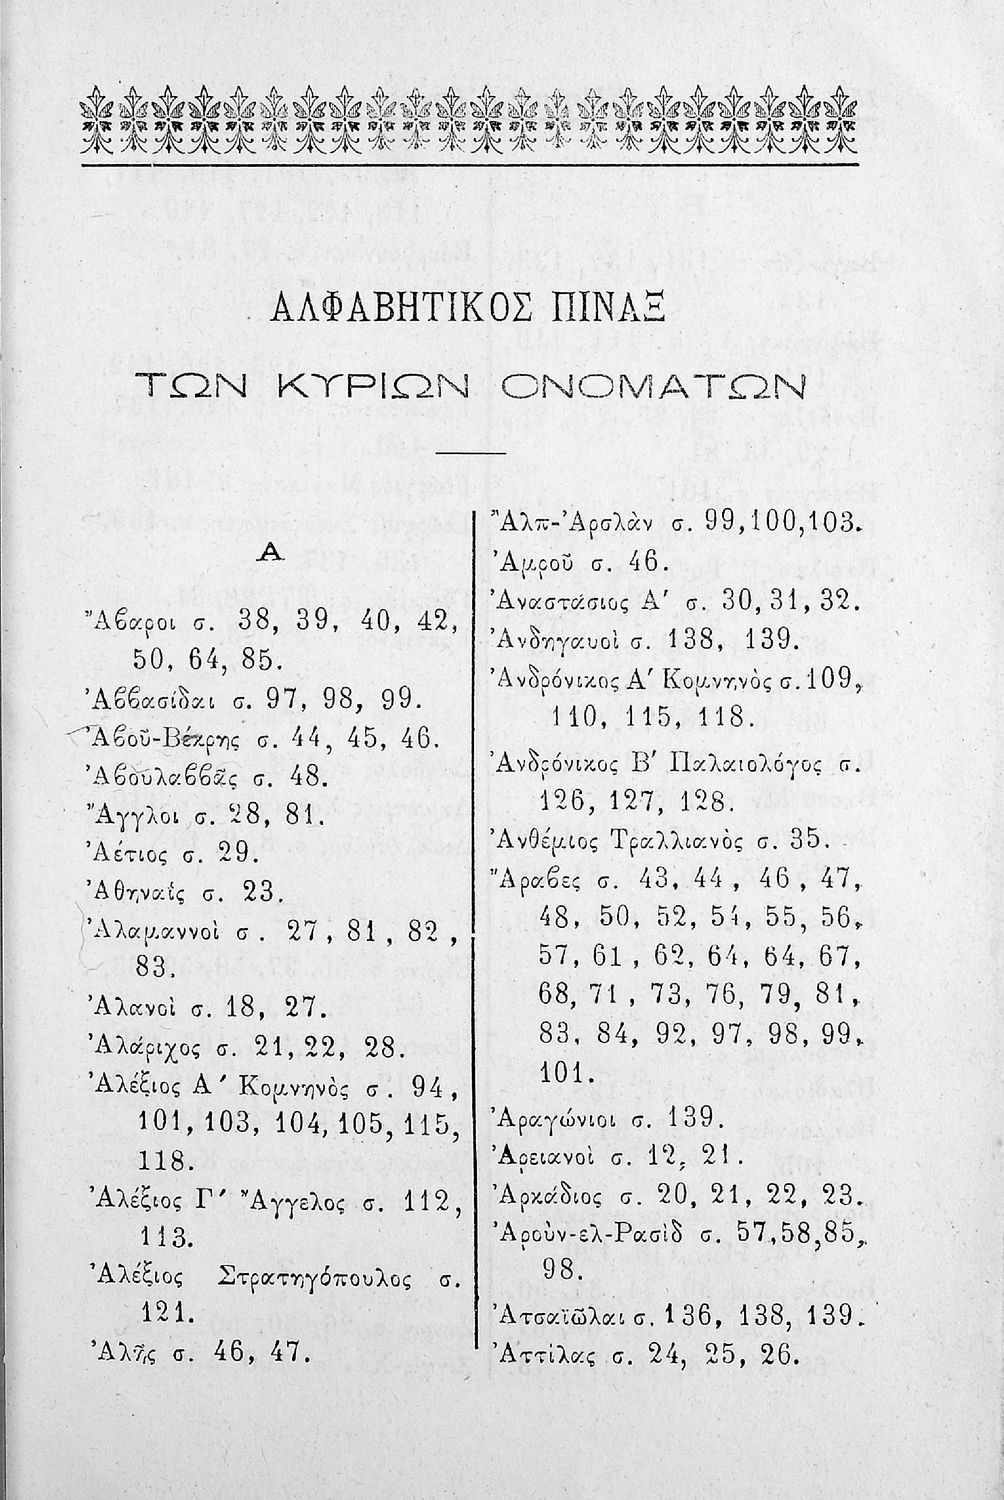 ΑΛΦΑΒΗΤΙΚΟΣ ΠΙΝΑΞ
ΤΩΝ ΚΥΡΙΩΝ ΟΝΟΜΑΤΩΝ
Α
Ἄβαροι σ. 38, 39, 40, 42,
50, 64, 85.
Ἀββασίδαι σ. 97, 98, 99.
Ἀβοῦ-Βέκρης σ. 44, 45, 46.
Ἀβουλαββᾶς σ. 48.
Ἄγγλοι σ. 28, 81.
Ἀέτιος σ. 29.
Ἀθηναΐς σ. 23.
Ἀλαμαννοὶ σ. 27, 81, 82,
83.
Ἀλανοὶ σ. 18, 27.
Ἀλάριχος σ. 21, 22, 28.
Ἀλέξιος Α΄ Κομνηνὸς σ. 94,
101, 103, 104, 105, 115,
118.
Ἀλέξιος Γ΄ Ἄγγελος σ. 112,
113.
Ἀλέξιος Στρατηγόπουλος σ.
121.
Ἀλῆς σ. 46, 47.
Ἄλπ-Ἀρσλὰν σ. 99,100,103.
Ἀμροῦ σ. 46.
Ἀναστάσιος Α΄ σ. 30, 31, 32.
Ἀνδηγαυοὶ σ. 138, 139.
Ἀνδρόνικος Α΄ Κομνηνὸς σ. 109,
110, 115, 118.
Ἀνδρόνικος Β΄ Παλαιολόγος σ.
126, 127, 128.
Ἀνθέμιος Τραλλιανὸς σ. 35.
Ἄραβες σ. 43, 44, 46, 47,
48, 50, 52, 54, 55, 56,
57, 61, 62, 64, 64, 67,
68, 71, 73, 76, 79, 81,
83, 84, 92, 97, 98, 99,
101.
Ἀραγώνιοι σ. 139.
Ἀρειανοὶ σ. 12, 21.
Ἀρκάδιος σ. 20, 21, 22, 23.
Ἀροὺν-ελ-Ρασὶδ σ. 57,58,85,
98.
Ἀτσαϊῶλαι σ. 136, 138, 139.
Ἀττίλας σ. 24, 25, 26.